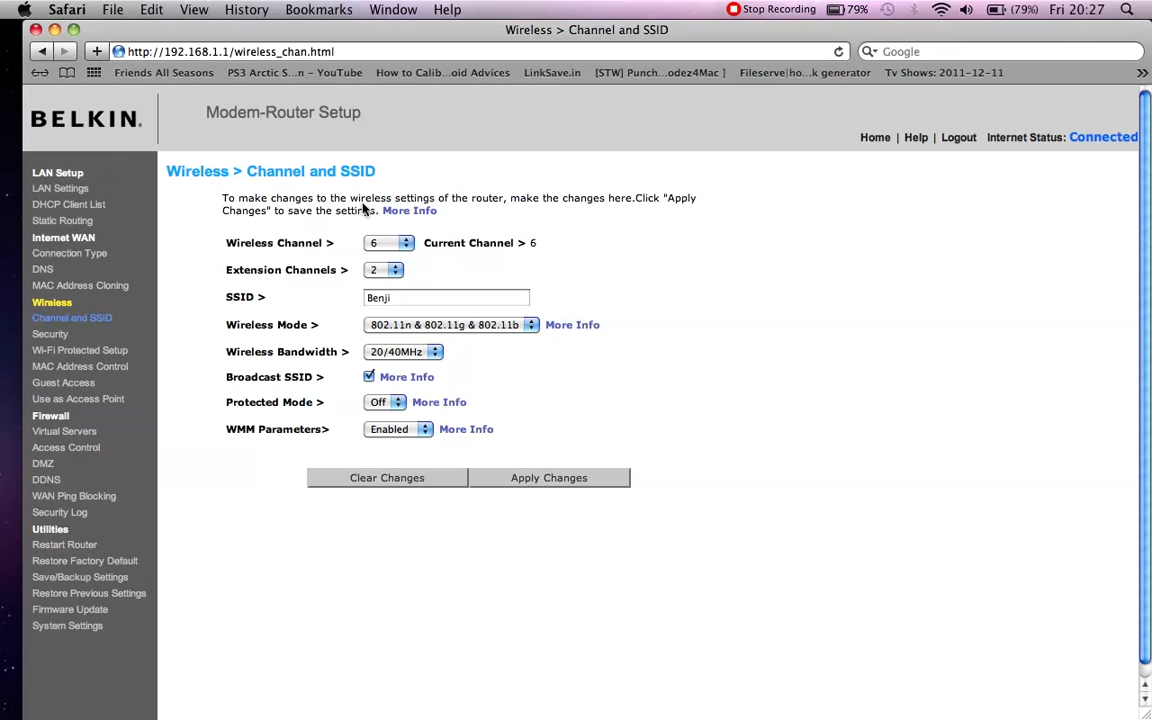 Safari File Edit View History Bookmarks Window Help Stop Recording 79% (79%) Fri 20:27
Wireless > Channel and SSID
http://192.168.1.1/wireless_chan.html Google
Friends All Seasons PS3 Arctic S...n - YouTube How to Calib...oid Advices LinkSave.in [STW] Punch...odez4Mac ] Fileserve|ho...k generator Tv Shows: 2011-12-11
BELKIN. Modem-Router Setup
Home | Help | Logout Internet Status: Connected
LAN Setup
LAN Settings
DHCP Client List
Static Routing
Internet WAN
Connection Type
DNS
MAC Address Cloning
Wireless
Channel and SSID
Security
Wi-Fi Protected Setup
MAC Address Control
Guest Access
Use as Access Point
Firewall
Virtual Servers
Access Control
DMZ
DDNS
WAN Ping Blocking
Security Log
Utilities
Restart Router
Restore Factory Default
Save/Backup Settings
Restore Previous Settings
Firmware Update
System Settings
Wireless > Channel and SSID
To make changes to the wireless settings of the router, make the changes here.Click "Apply
Changes" to save the settings. More Info
Wireless Channel > 6 Current Channel > 6
Extension Channels > 2
SSID > Benji
Wireless Mode > 802.11n & 802.11g & 802.11b More Info
Wireless Bandwidth > 20/40MHz
Broadcast SSID > More Info
Protected Mode > Off More Info
WMM Parameters> Enabled More Info
Clear Changes Apply Changes